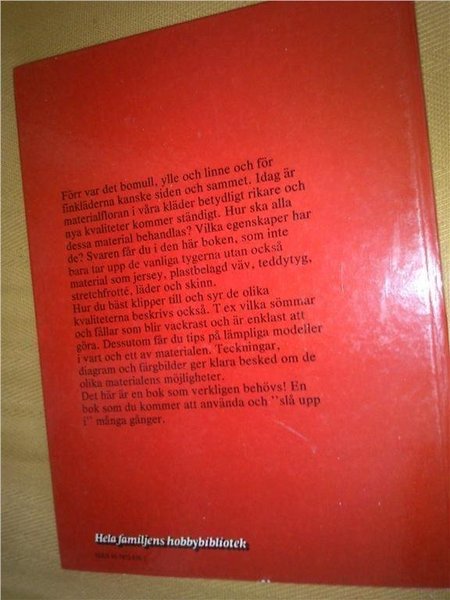 Förr var det bomull, ylle och linne och för
finkläderna kanske siden och sammet. Idag är
materialfloran i våra kläder betydligt rikare och
nya kvaliteter kommer ständigt. Hur ska alla
dessa material behandlas? Vilka egenskaper har
de? Svaren får du i den här boken, som inte
bara tar upp de vanliga tygerna utan också
material som jersey, plastbelagd väv, teddytyg,
stretchfrotté, läder och skinn.
Hur du bäst klipper till och syr de olika
kvaliteterna beskrivs också. T ex vilka sömmar
och fållar som blir vackrast och är enklast att
göra. Dessutom får du tips på lämpliga modeller
i vart och ett av materialen. Teckningar,
diagram och färgbilder ger klara besked om de
olika materialens möjligheter.
Det här är en bok som verkligen behövs! En
bok som du kommer att använda och "slå upp
i" många gånger.
Hela familjens hobbybibliotek
ISBN